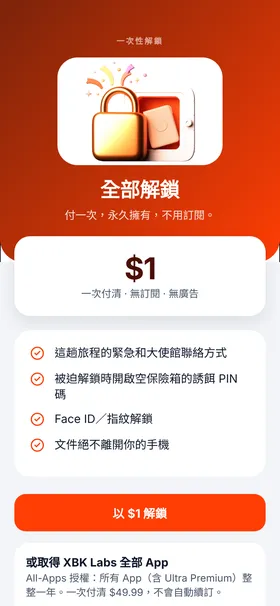 一次性解鎖
全部解鎖
付一次，永久擁有，不用訂閱。
$1
一次付清 · 無訂閱 · 無廣告
這趟旅程的緊急和大使館聯絡方式
被迫解鎖時開啟空保險箱的誘餌 PIN
碼
Face ID／指紋解鎖
文件絕不離開你的手機
以 $1 解鎖
或取得 XBK Labs 全部 App
All-Apps 授權：所有 App（含 Ultra Premium）整
整一年。一次付清 $49.99，不會自動續訂。